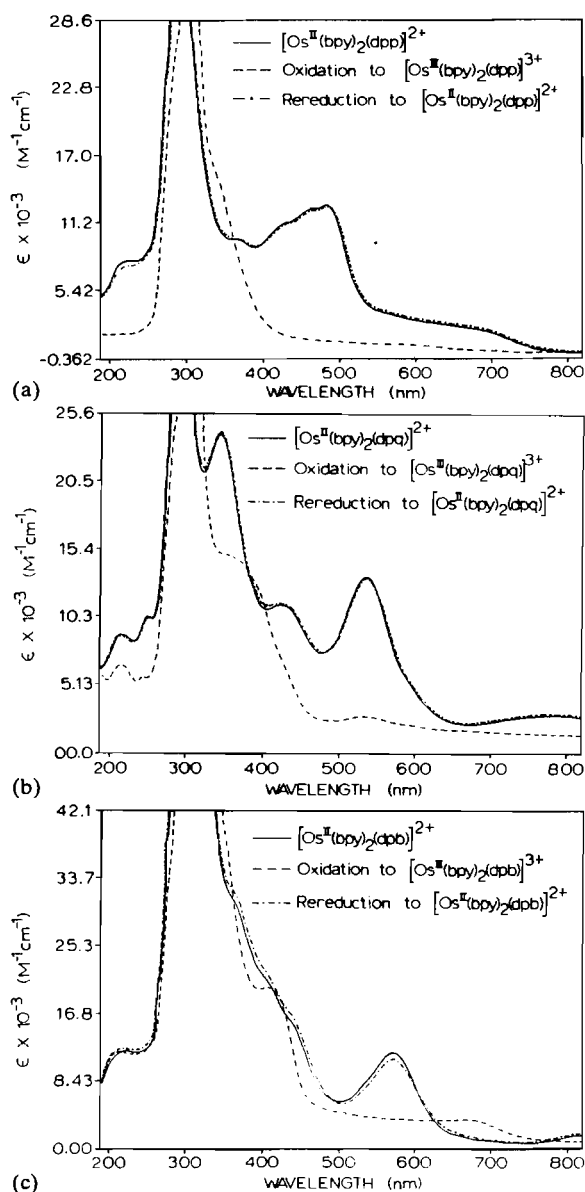 28.6
22.8
17.0
11.2
5.42
-0.362
ϵ × 10⁻³ (M⁻¹cm⁻¹)
[Os^II(bpy)₂(dpp)]²⁺
Oxidation to [Os^III(bpy)₂(dpp)]³⁺
Rereduction to [Os^II(bpy)₂(dpp)]²⁺
200 300 400 500 600 700 800
WAVELENGTH (nm)
(a)
25.6
20.5
15.4
10.3
5.13
00.0
ϵ × 10⁻³ (M⁻¹cm⁻¹)
[Os^II(bpy)₂(dpq)]²⁺
Oxidation to [Os^III(bpy)₂(dpq)]³⁺
Rereduction to [Os^II(bpy)₂(dpq)]²⁺
200 300 400 500 600 700 800
WAVELENGTH (nm)
(b)
42.1
33.7
25.3
16.8
8.43
0.00
ϵ × 10⁻³ (M⁻¹cm⁻¹)
[Os^II(bpy)₂(dpb)]²⁺
Oxidation to [Os^III(bpy)₂(dpb)]³⁺
Rereduction to [Os^II(bpy)₂(dpb)]²⁺
200 300 400 500 600 700 800
WAVELENGTH (nm)
(c)